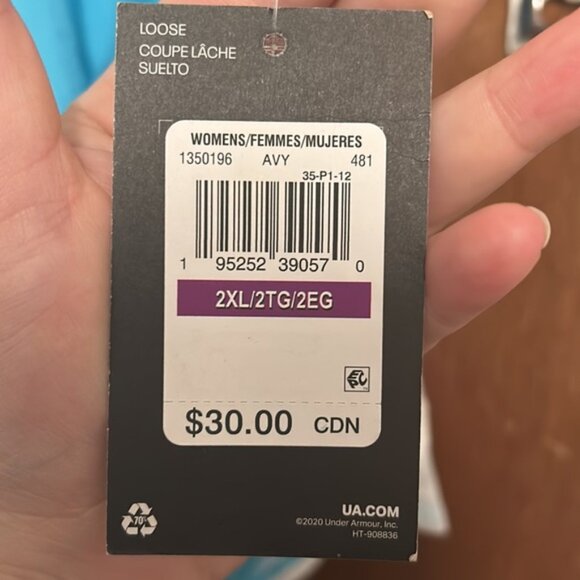 LOOSE
COUPE LÂCHE
SUELTO
WOMENS/FEMMES/MUJERES
1350196 AVY 481
35-P1-12
1 95252 39057 0
2XL/2TG/2EG
$30.00 CDN
70%
UA.COM
©2020 Under Armour, Inc.
HT-908836